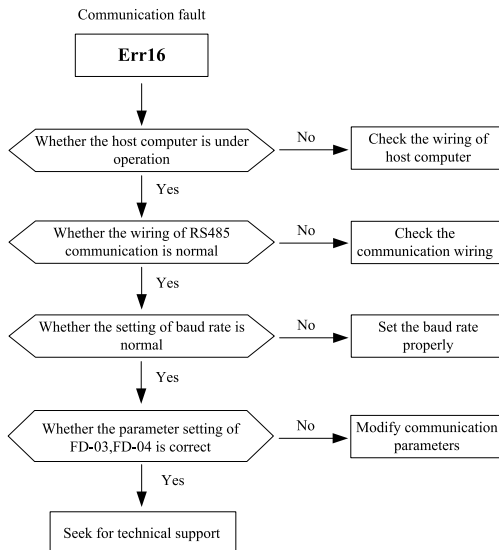 Communication fault
Err16
Whether the host computer is under
operation
No
Check the wiring of
host computer
Yes
Whether the wiring of RS485
communication is normal
No
Check the
communication wiring
Yes
Whether the setting of baud rate is
normal
No
Set the baud rate
properly
Yes
Whether the parameter setting of
FD-03,FD-04 is correct
No
Modify communication
parameters
Yes
Seek for technical support